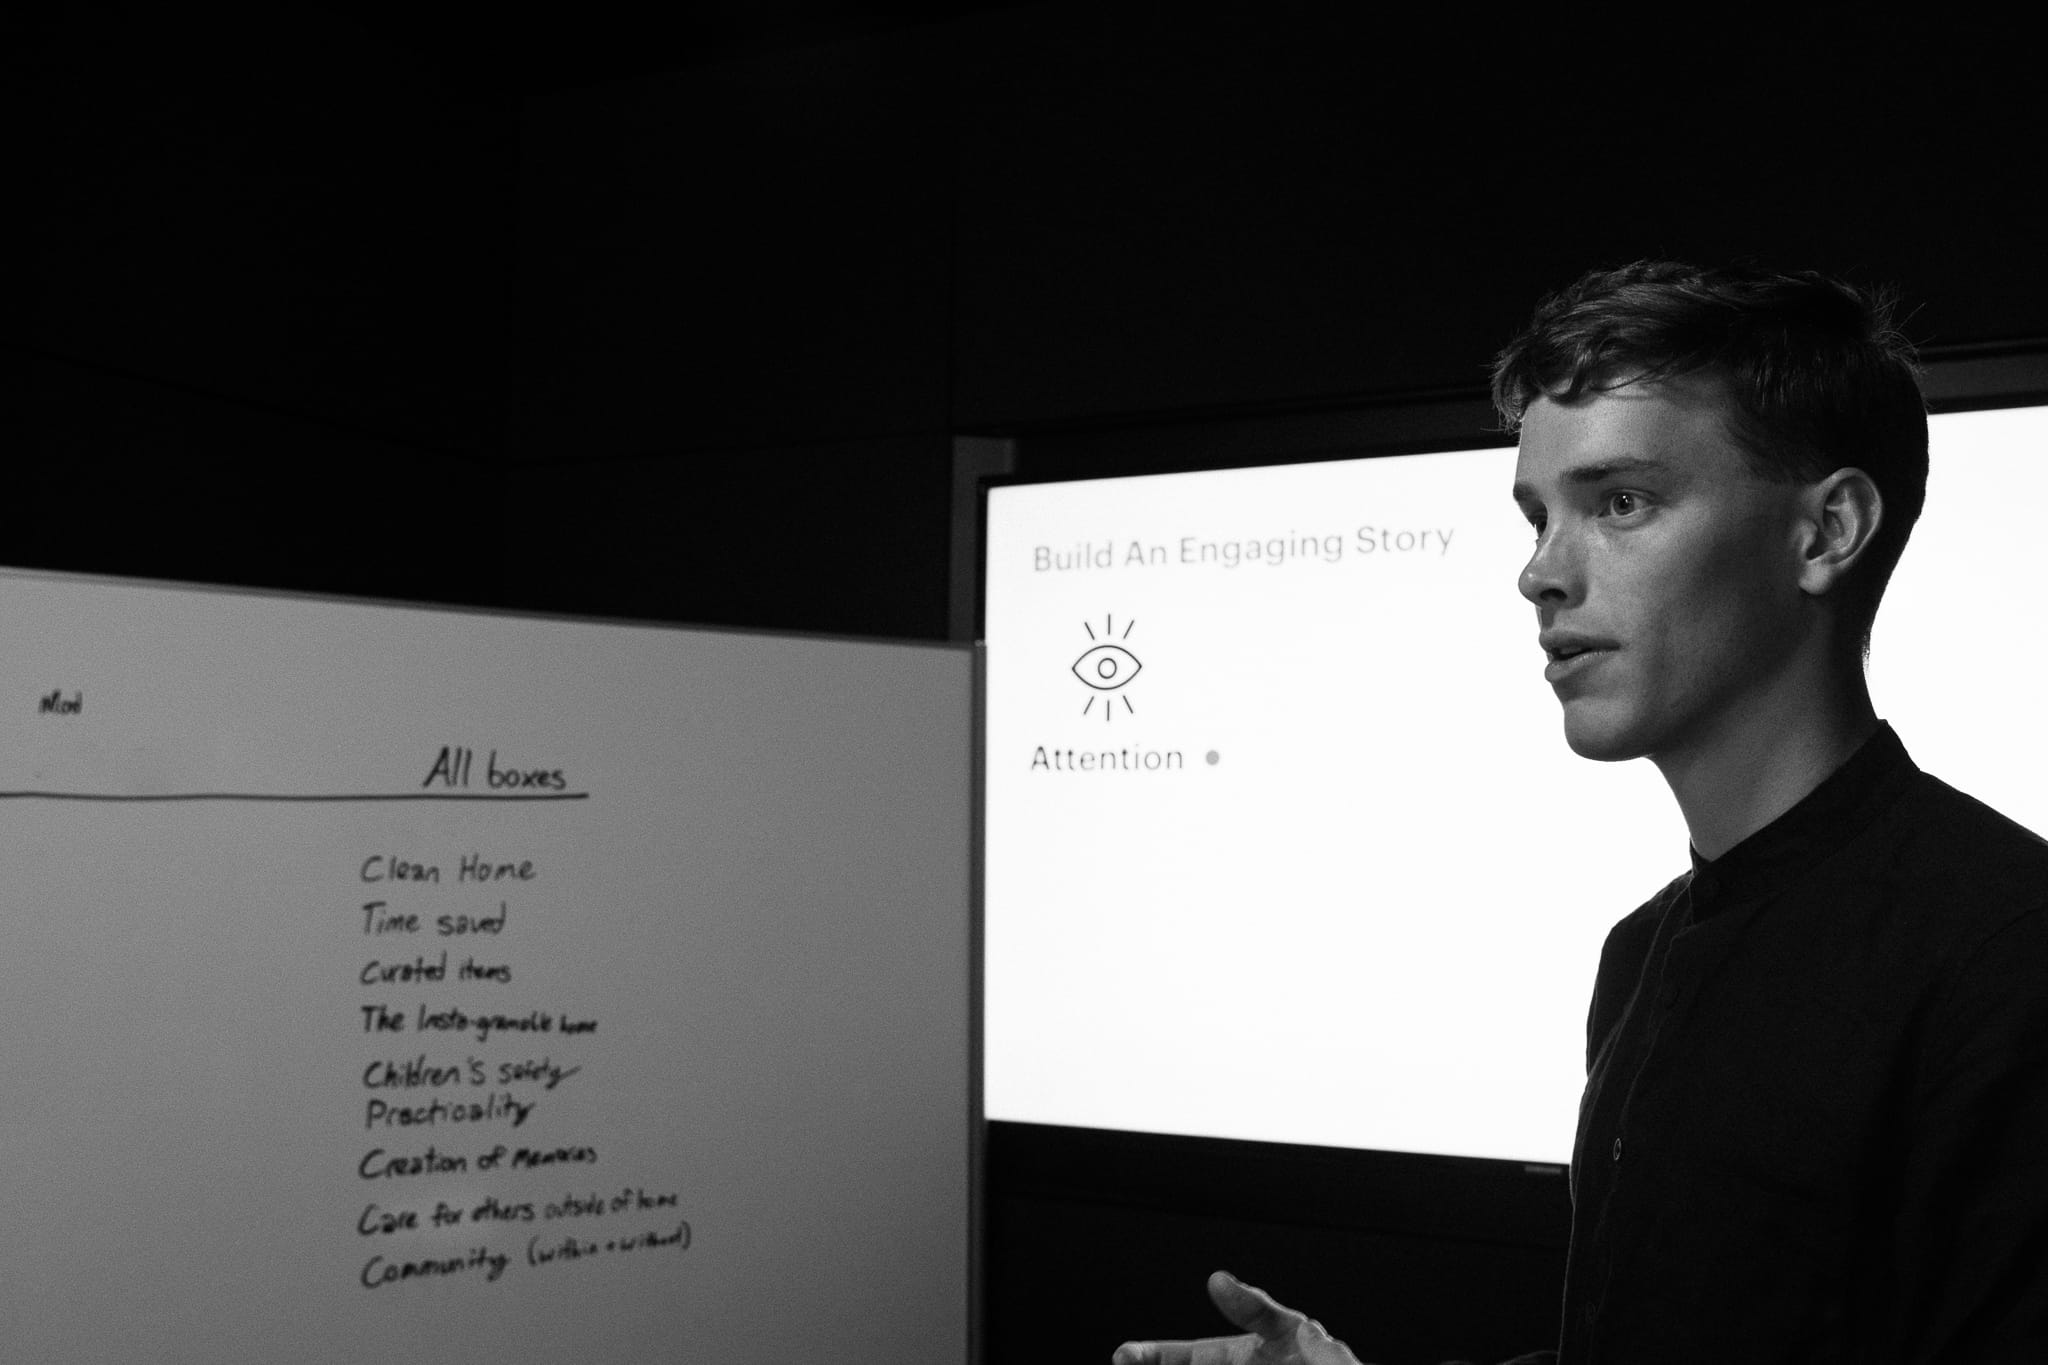 All boxes
Clean Home
Time saved
Curated items
The Insta-gramable home
Children's safety
Practicality
Creation of Memories
Care for others outside of home
Community (within + without)
Build An Engaging Story
Attention